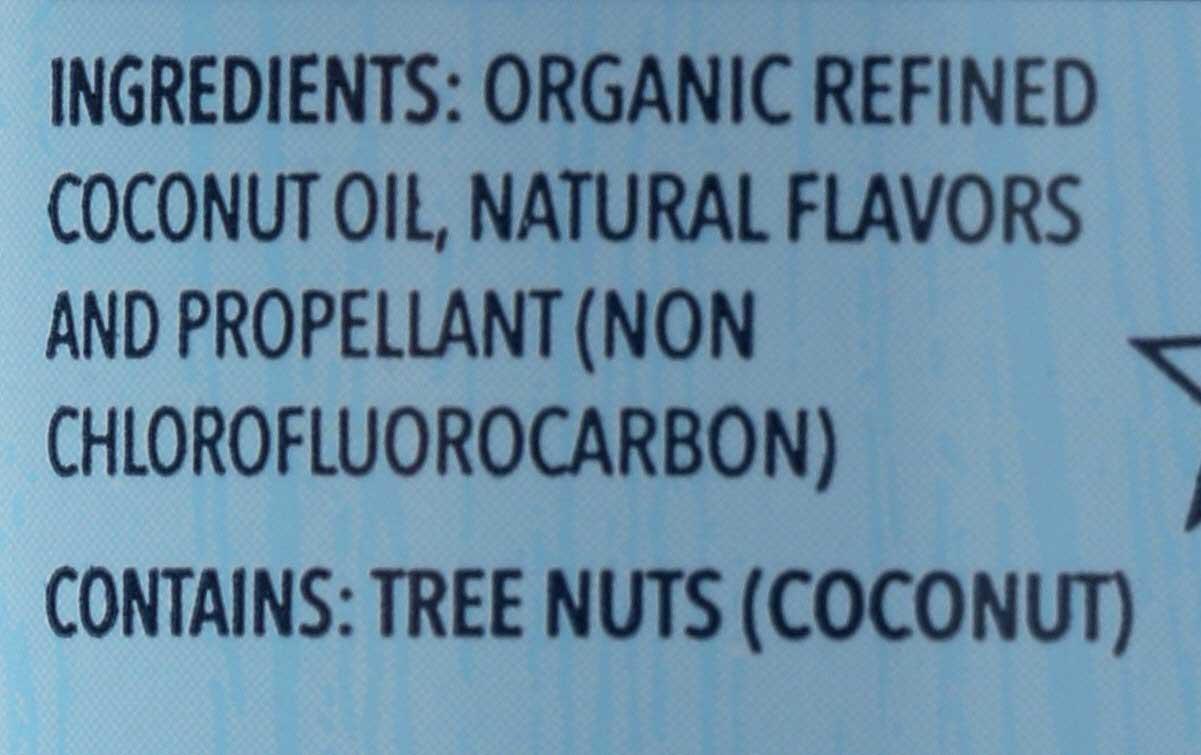 INGREDIENTS: ORGANIC REFINED
COCONUT OIL, NATURAL FLAVORS
AND PROPELLANT (NON
CHLOROFLUOROCARBON)
CONTAINS: TREE NUTS (COCONUT)